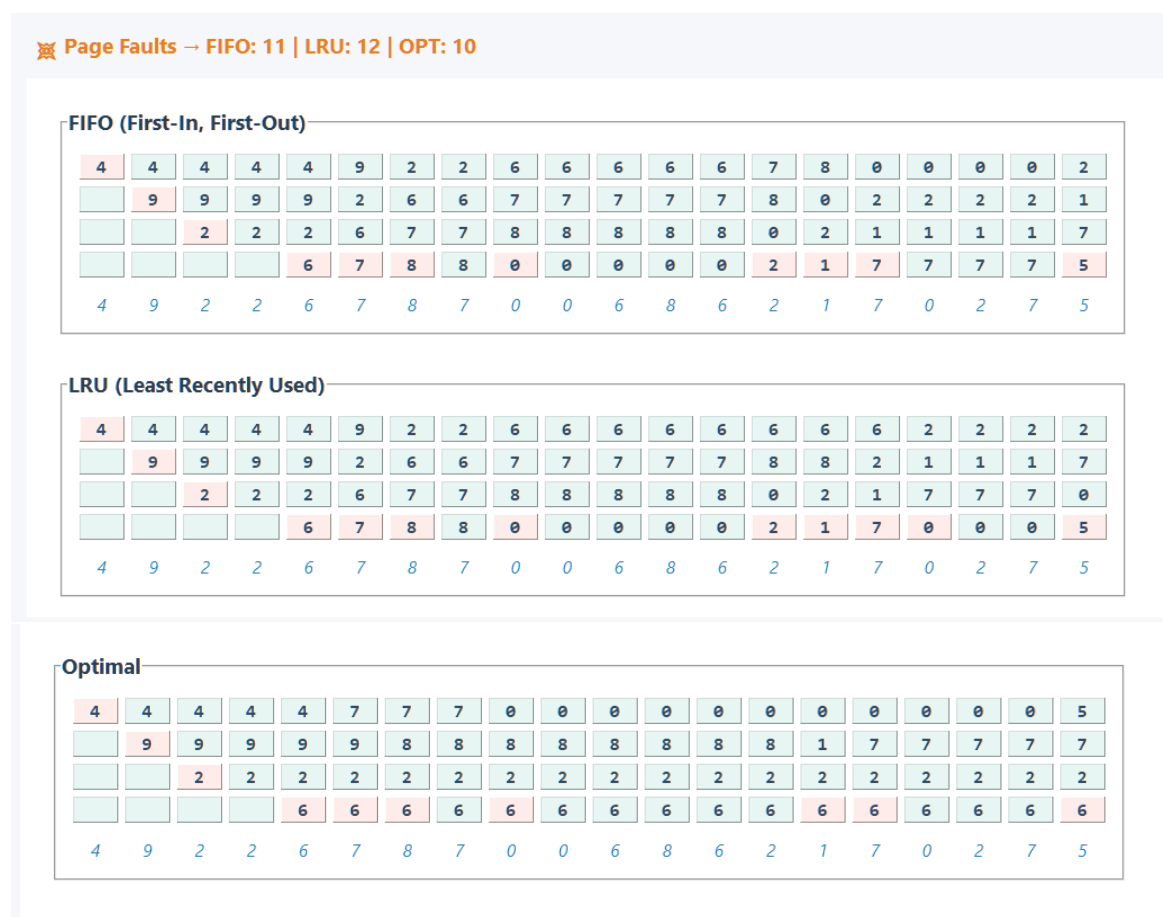 Page Faults → FIFO: 11 | LRU: 12 | OPT: 10
FIFO (First-In, First-Out)
4 4 4 4 4 9 2 2 6 6 6 6 6 7 8 0 0 0 0 2
9 9 9 9 2 6 6 7 7 7 7 7 8 0 2 2 2 2 1
2 2 2 6 7 7 8 8 8 8 8 0 2 1 1 1 1 7
6 7 8 8 0 0 0 0 0 2 1 7 7 7 7 5
4 9 2 2 6 7 8 7 0 0 6 8 6 2 1 7 0 2 7 5
LRU (Least Recently Used)
4 4 4 4 4 9 2 2 6 6 6 6 6 6 6 6 2 2 2 2
9 9 9 9 2 6 6 7 7 7 7 7 8 8 2 1 1 1 7
2 2 2 6 7 7 8 8 8 8 8 0 2 1 7 7 7 0
6 7 8 8 0 0 0 0 0 2 1 7 0 0 0 5
4 9 2 2 6 7 8 7 0 0 6 8 6 2 1 7 0 2 7 5
Optimal
4 4 4 4 4 7 7 7 0 0 0 0 0 0 0 0 0 0 0 5
9 9 9 9 9 8 8 8 8 8 8 8 8 1 7 7 7 7 7
2 2 2 2 2 2 2 2 2 2 2 2 2 2 2 2 2 2
6 6 6 6 6 6 6 6 6 6 6 6 6 6 6 6
4 9 2 2 6 7 8 7 0 0 6 8 6 2 1 7 0 2 7 5